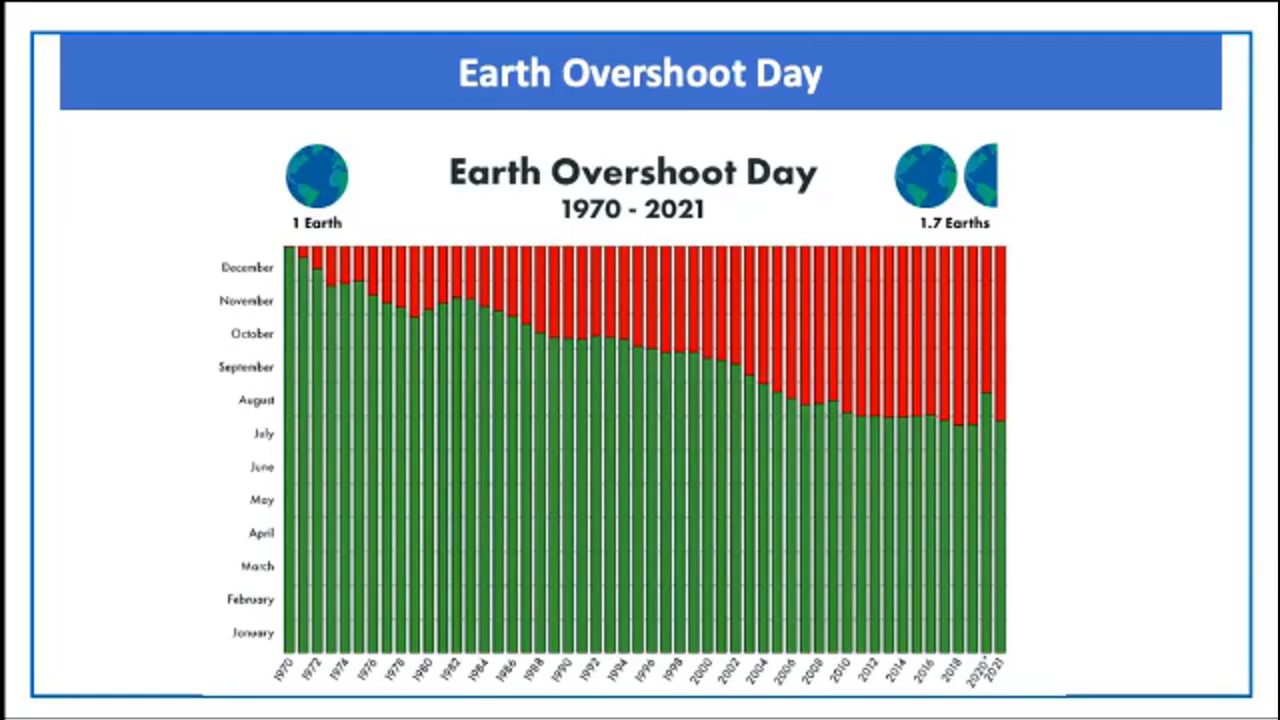 Earth Overshoot Day
Earth Overshoot Day
1970 - 2021
1 Earth
1.7 Earths
December
November
October
September
August
July
June
May
April
March
February
January
1970 1972 1974 1976 1978 1980 1982 1984 1986 1988 1990 1992 1994 1996 1998 2000 2002 2004 2006 2008 2010 2012 2014 2016 2018 2020* 2021